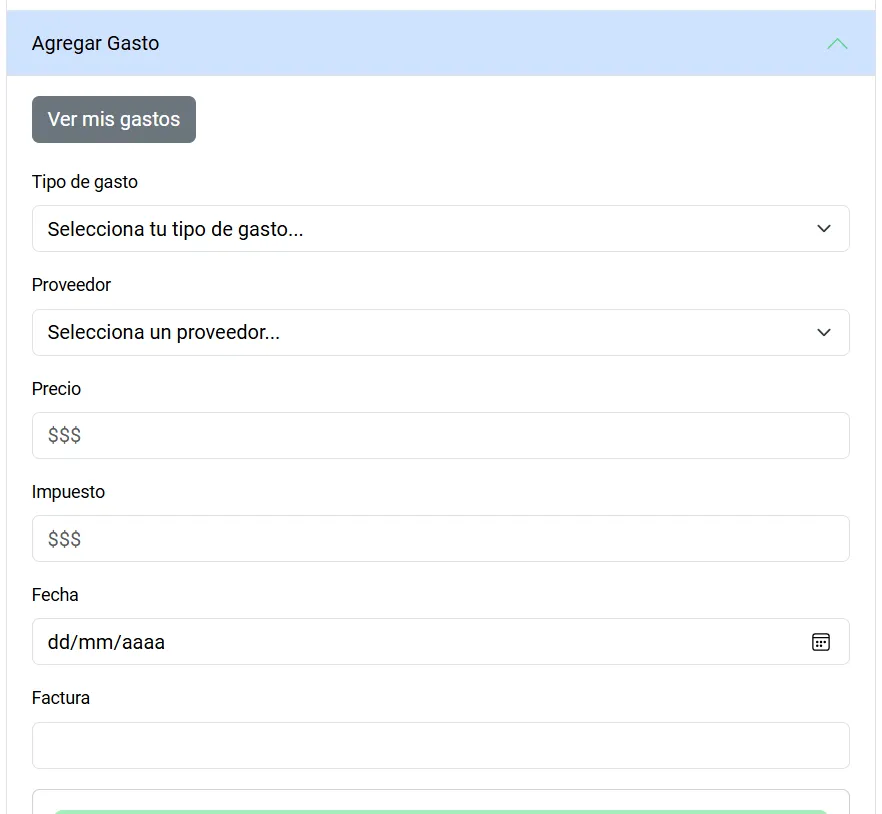 Agregar Gasto
Ver mis gastos
Tipo de gasto
Selecciona tu tipo de gasto...
Proveedor
Selecciona un proveedor...
Precio
$$$
Impuesto
$$$
Fecha
dd/mm/aaaa
Factura